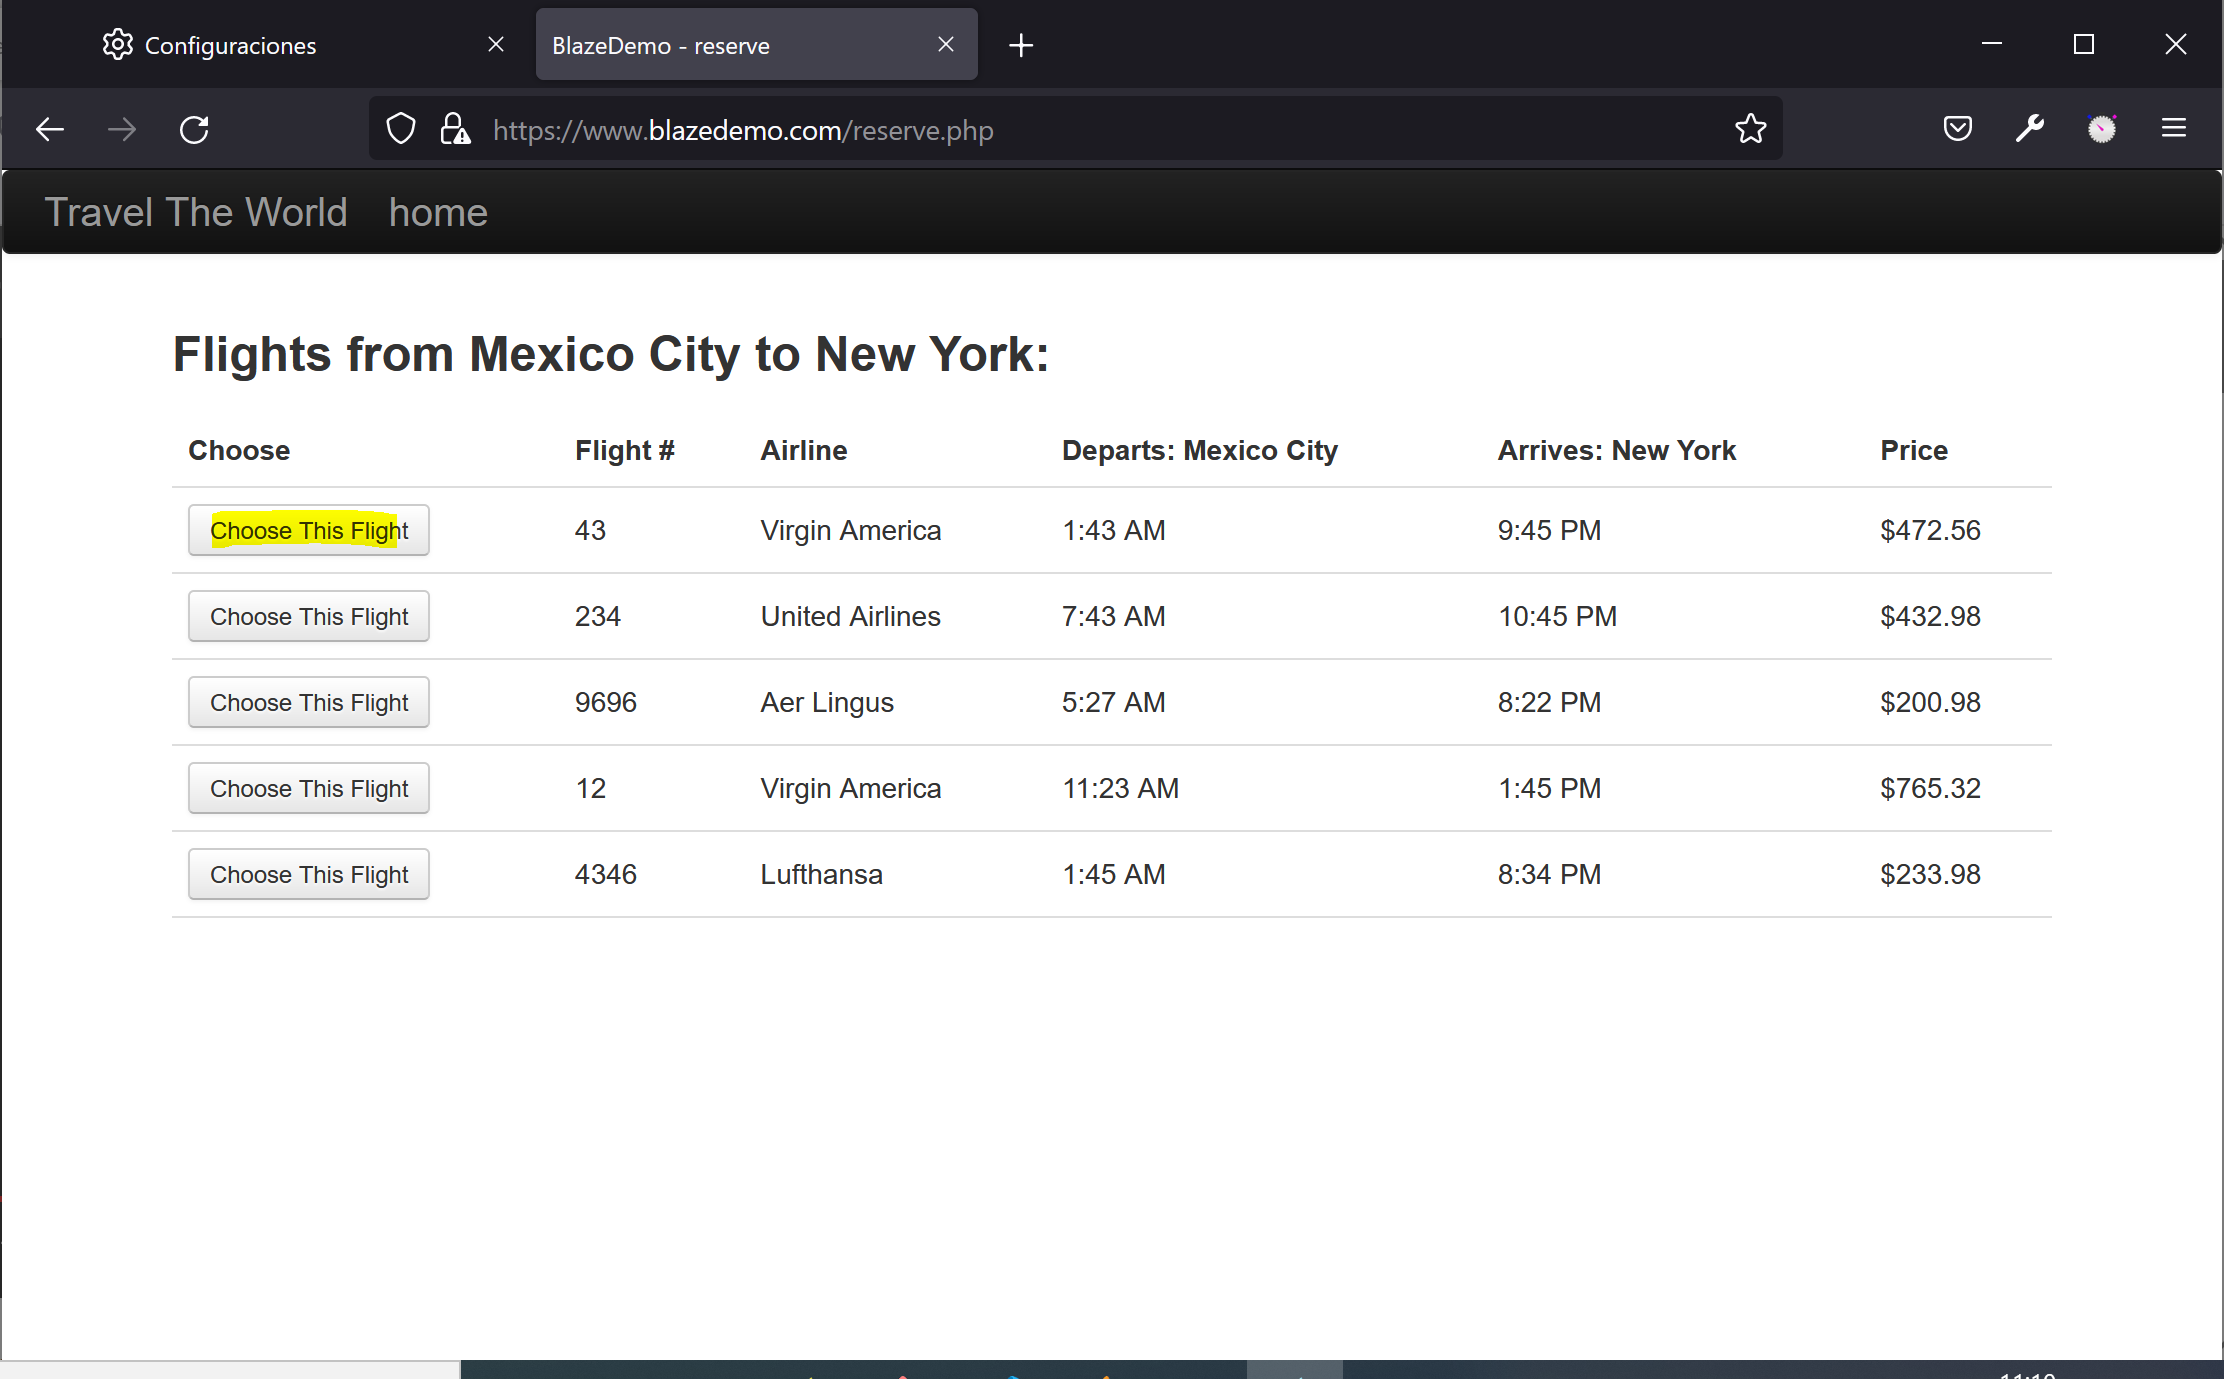 Configuraciones
BlazeDemo - reserve
https://www.blazedemo.com/reserve.php
Travel The World home
Flights from Mexico City to New York:
Choose Flight # Airline Departs: Mexico City Arrives: New York Price
Choose This Flight 43 Virgin America 1:43 AM 9:45 PM $472.56
Choose This Flight 234 United Airlines 7:43 AM 10:45 PM $432.98
Choose This Flight 9696 Aer Lingus 5:27 AM 8:22 PM $200.98
Choose This Flight 12 Virgin America 11:23 AM 1:45 PM $765.32
Choose This Flight 4346 Lufthansa 1:45 AM 8:34 PM $233.98